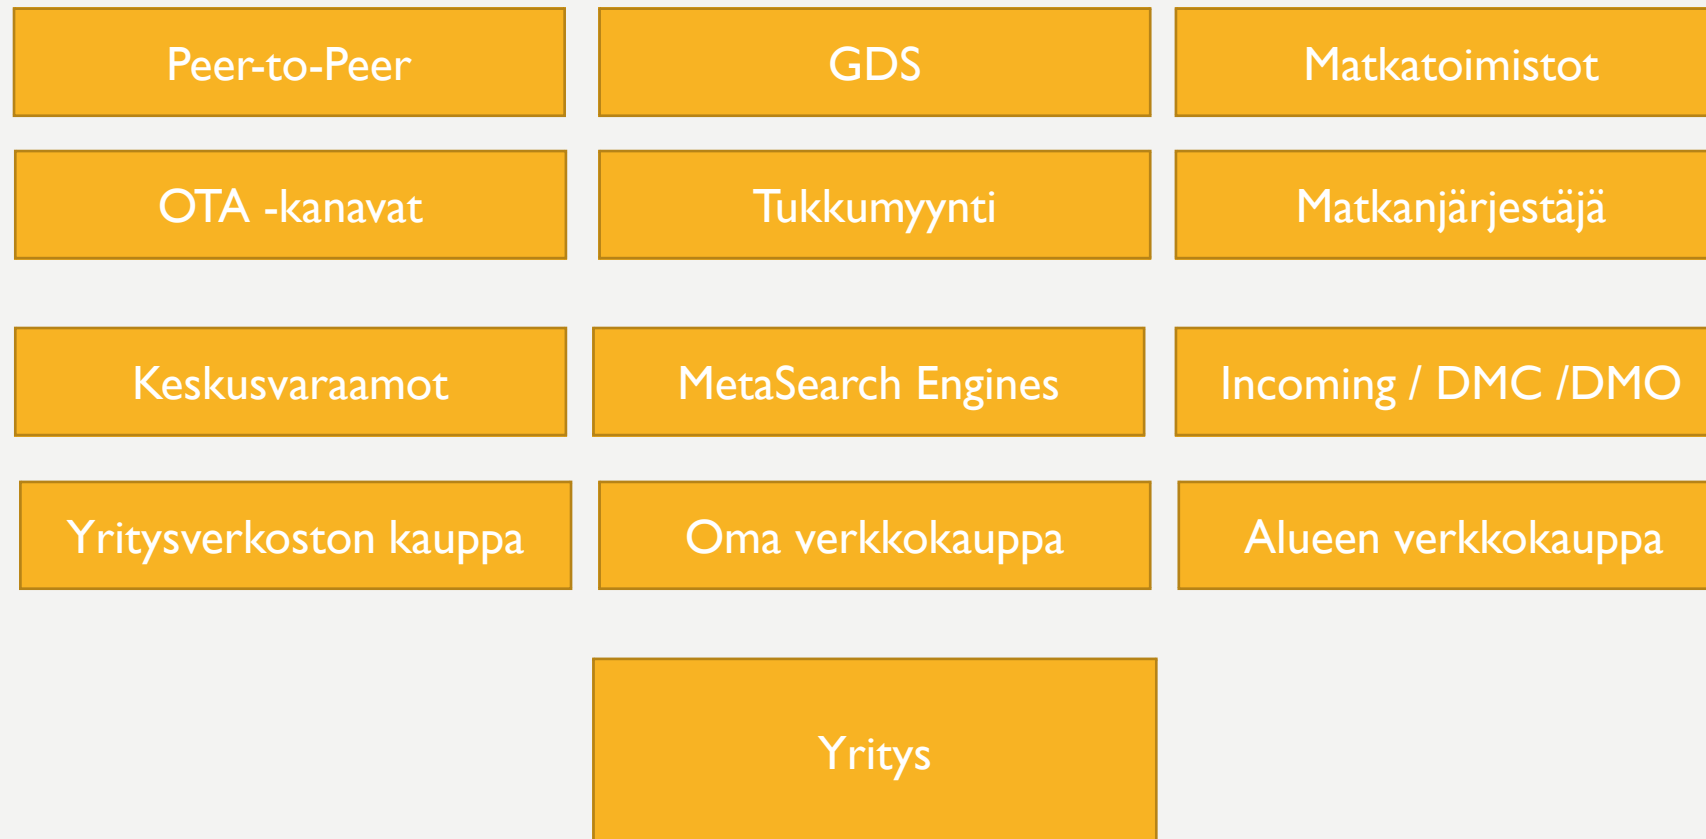 Peer-to-Peer
GDS
Matkatoimistot
OTA -kanavat
Tukkumyynti
Matkanjärjestäjä
Keskusvaraamot
MetaSearch Engines
Incoming / DMC /DMO
Yritysverkoston kauppa
Oma verkkokauppa
Alueen verkkokauppa
Yritys